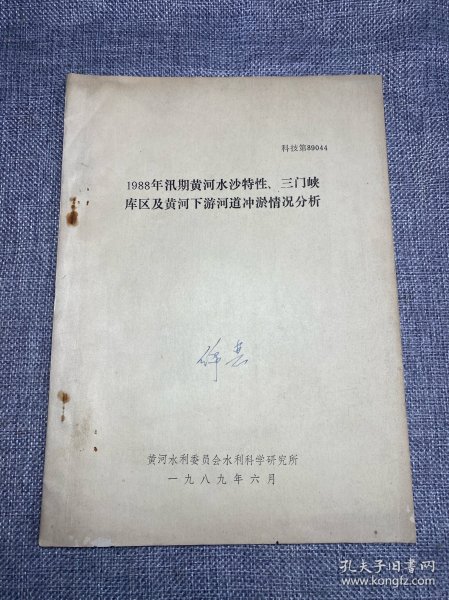 科技第89044
1988年汛期黄河水沙特性、三门峡
库区及黄河下游河道冲淤情况分析
黄河水利委员会水利科学研究所
一九八九年六月
孔夫子旧书网
www.kongfz.com